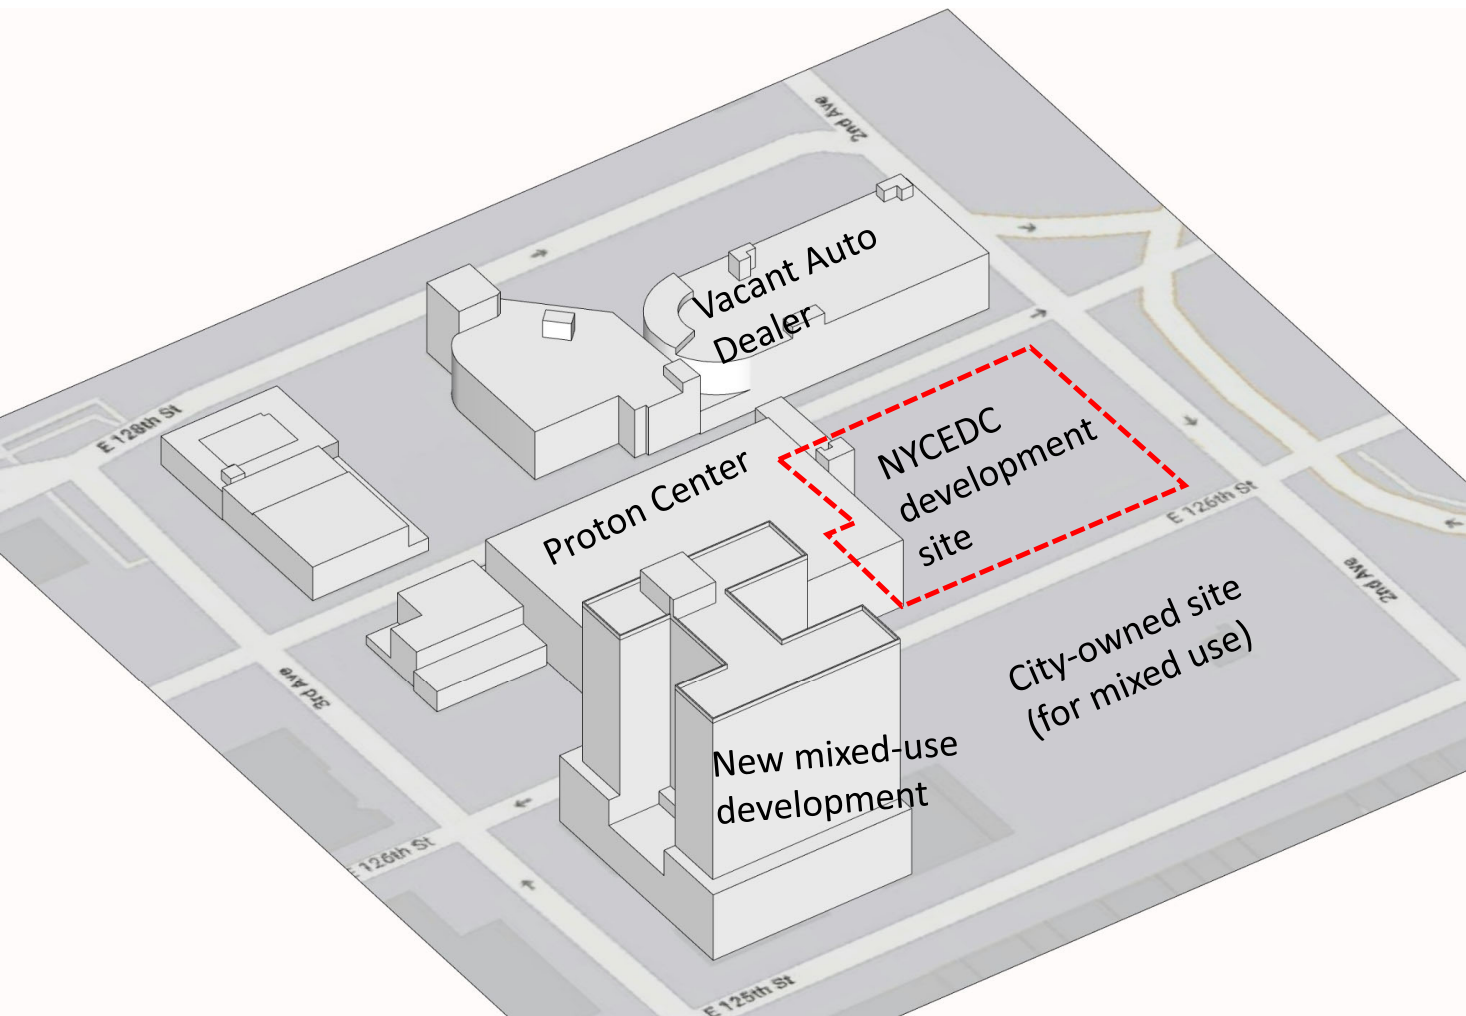 2nd Ave
Vacant Auto
Dealer
E 128th St
NYCEDC
development
site
Proton Center
E 126th St
2nd Ave
City-owned site
(for mixed use)
3rd Ave
New mixed-use
development
E 126th St
E 125th St